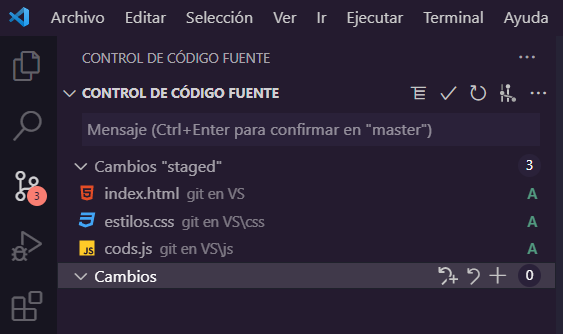 Archivo Editar Selección Ver Ir Ejecutar Terminal Ayuda
CONTROL DE CÓDIGO FUENTE
CONTROL DE CÓDIGO FUENTE
Mensaje (Ctrl+Enter para confirmar en "master")
Cambios "staged" 3
index.html git en VS A
3
estilos.css git en VS\css A
JS cods.js git en VS\js A
Cambios 0